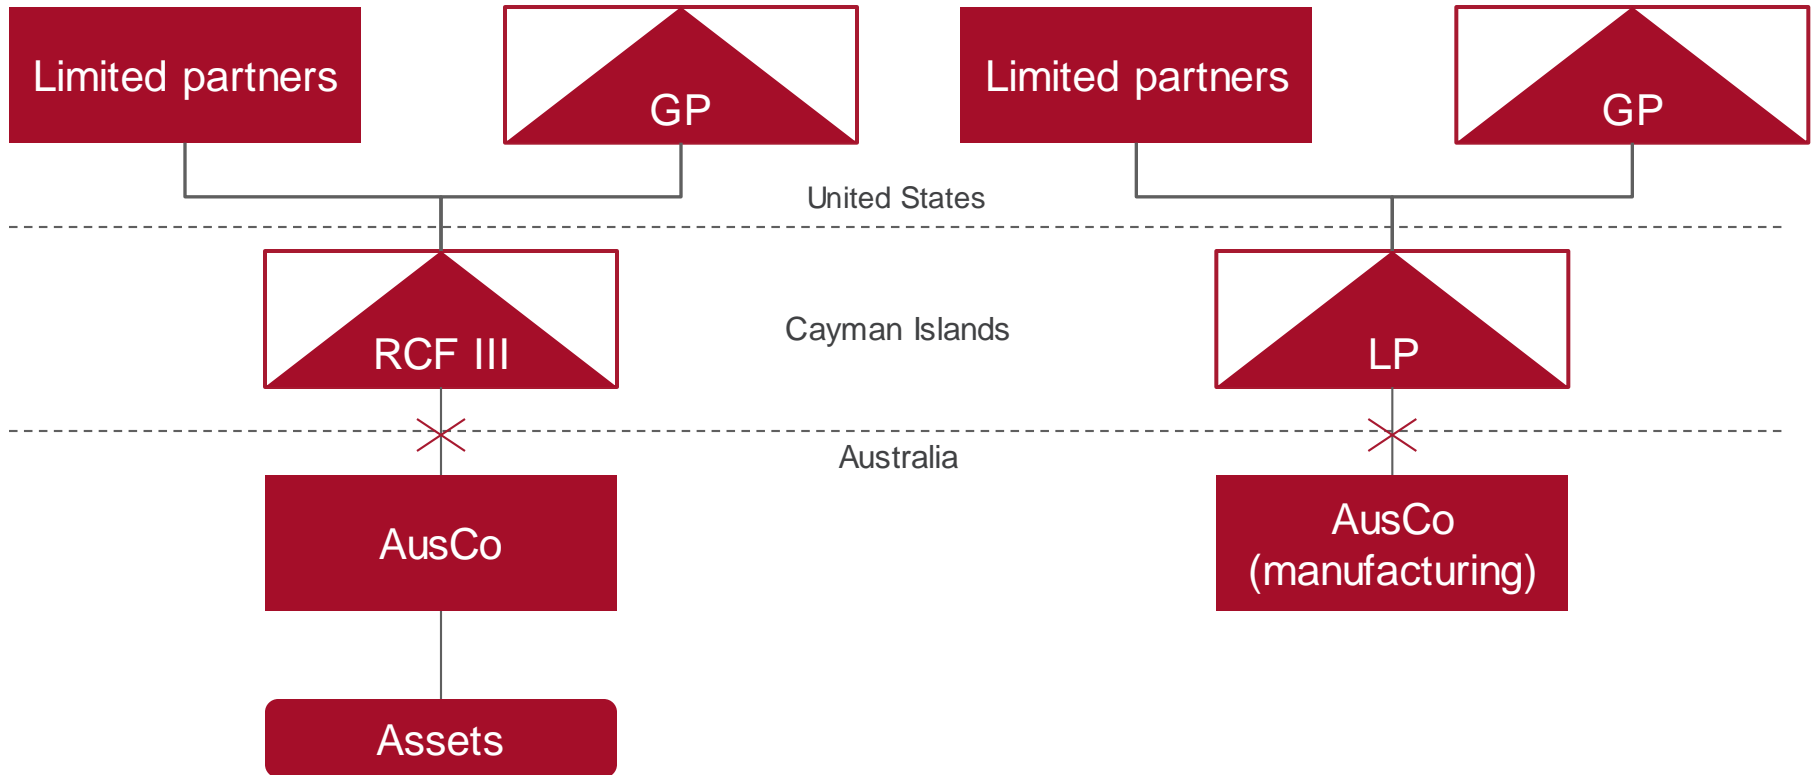 Limited partners
GP
Limited partners
GP
United States
RCF III
Cayman Islands
LP
Australia
AusCo
AusCo
(manufacturing)
Assets